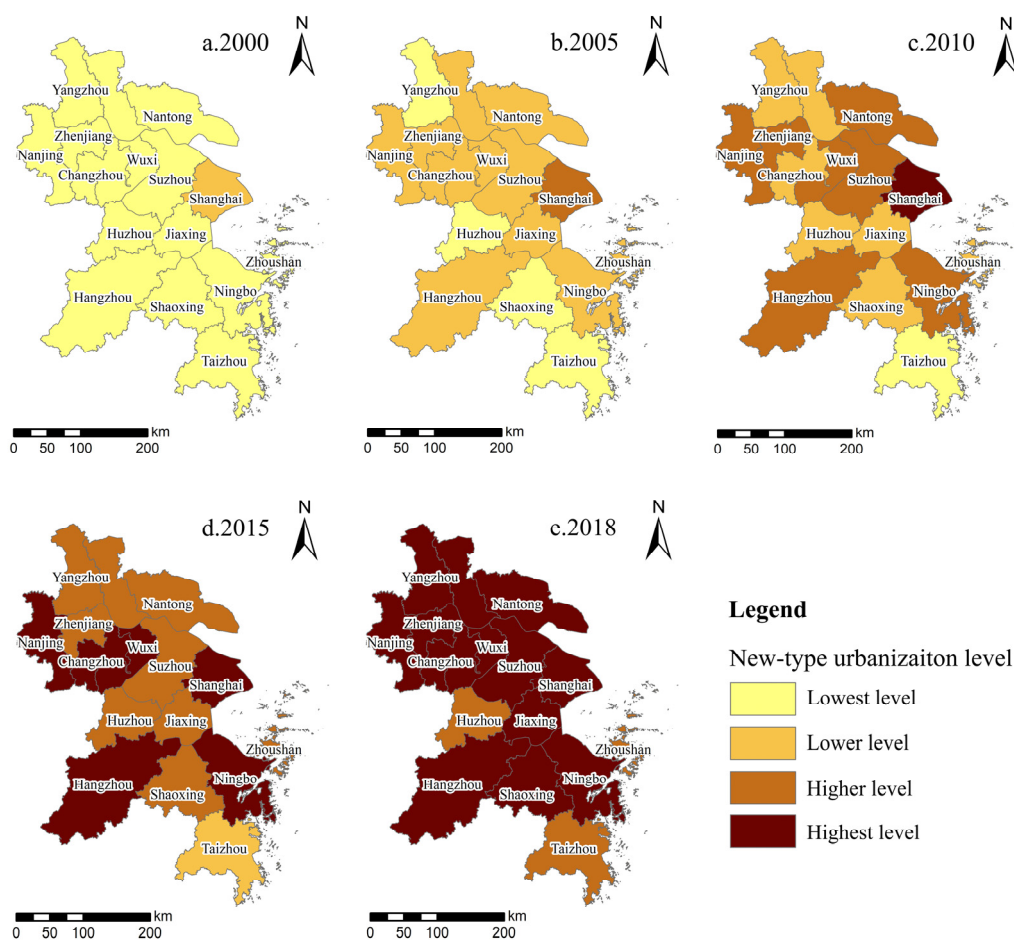 a.2000
N
Yangzhou
Nantong
Zhenjiang
Nanjing
Wuxi
Changzhou
Suzhou
Shanghai
Huzhou
Jiaxing
Zhoushan
Hangzhou
Ningbo
Shaoxing
Taizhou
km
0 50 100 200
b.2005
N
Yangzhou
Nantong
Zhenjiang
Nanjing
Wuxi
Changzhou
Suzhou
Shanghai
Huzhou
Jiaxing
Zhoushan
Hangzhou
Ningbo
Shaoxing
Taizhou
km
0 50 100 200
c.2010
N
Yangzhou
Nantong
Zhenjiang
Nanjing
Wuxi
Changzhou
Suzhou
Shanghai
Huzhou
Jiaxing
Zhoushan
Hangzhou
Ningbo
Shaoxing
Taizhou
km
0 50 100 200
d.2015
N
Yangzhou
Nantong
Zhenjiang
Nanjing
Wuxi
Changzhou
Suzhou
Shanghai
Huzhou
Jiaxing
Zhoushan
Hangzhou
Ningbo
Shaoxing
Taizhou
km
0 50 100 200
c.2018
N
Yangzhou
Nantong
Zhenjiang
Nanjing
Wuxi
Changzhou
Suzhou
Shanghai
Huzhou
Jiaxing
Zhoushan
Hangzhou
Ningbo
Shaoxing
Taizhou
km
0 50 100 200
Legend
New-type urbanizaiton level
Lowest level
Lower level
Higher level
Highest level